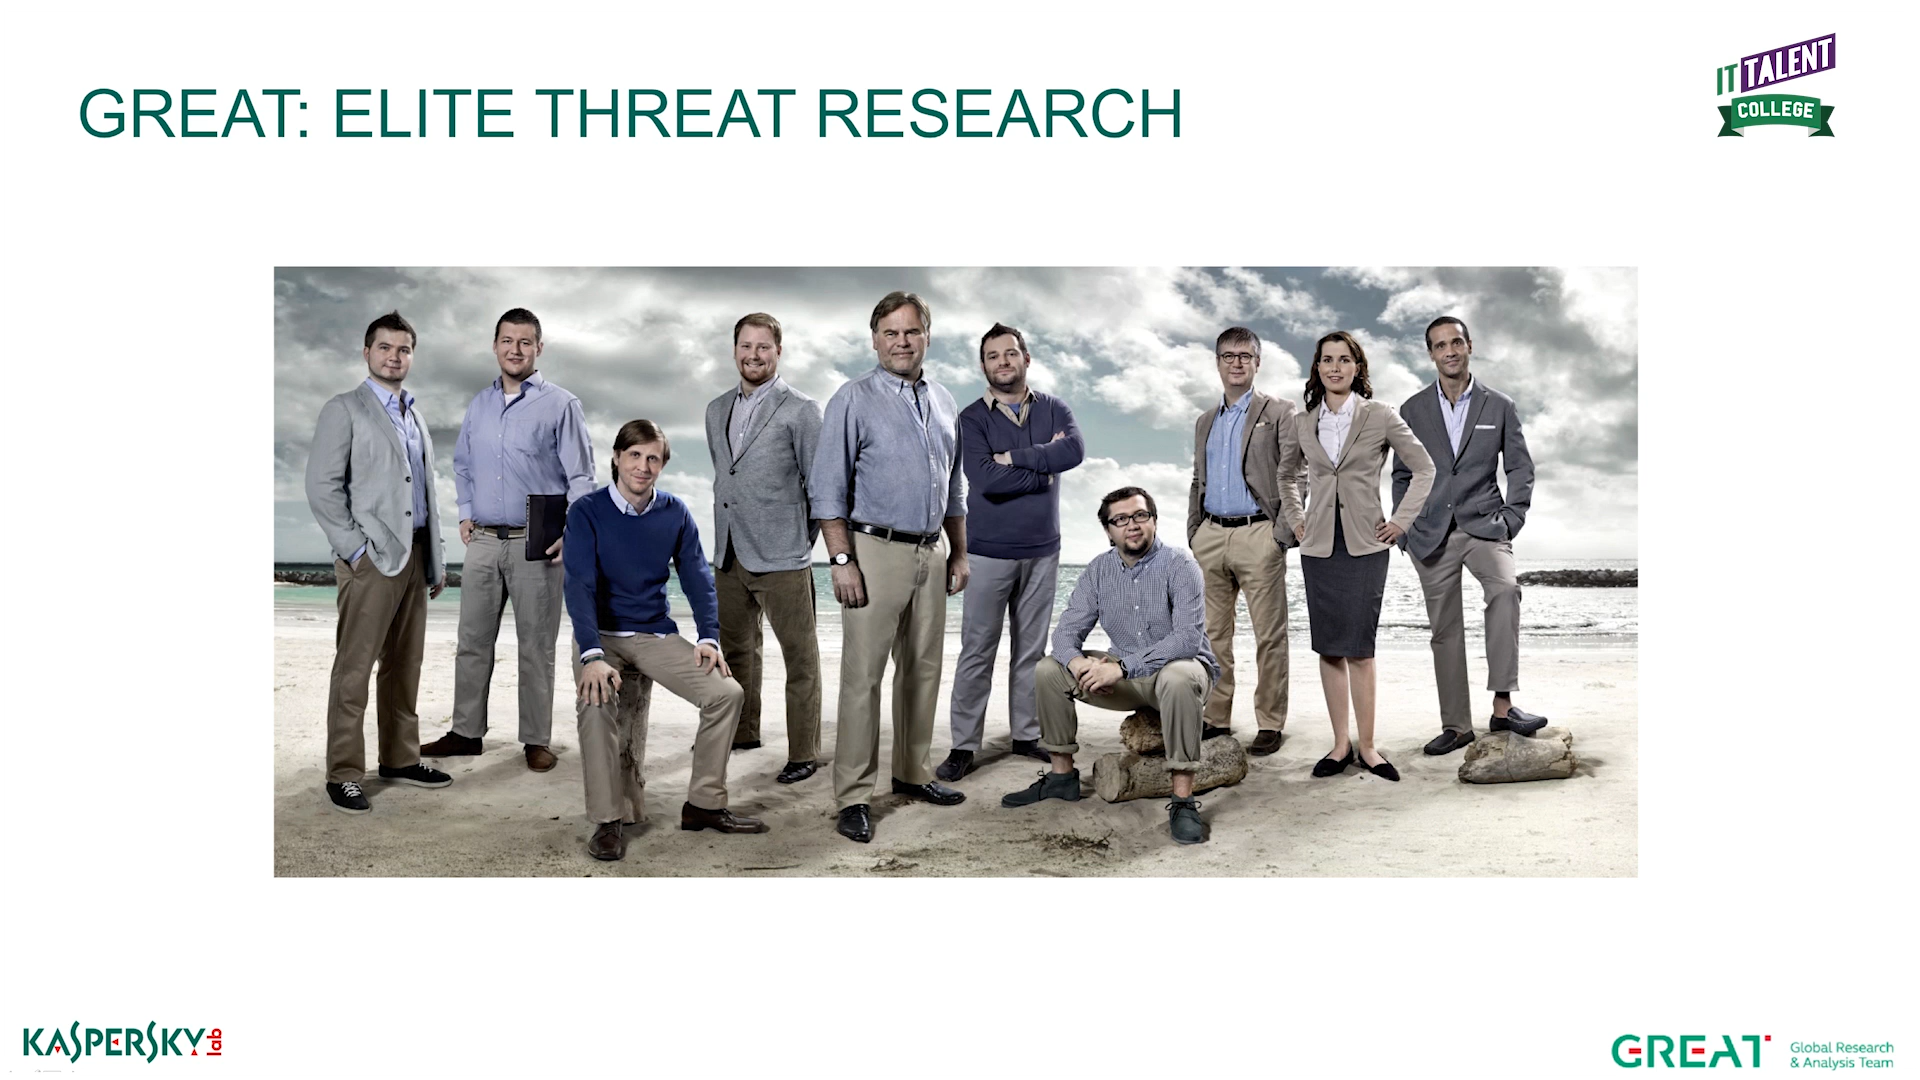 GREAT: ELITE THREAT RESEARCH
IT TALENT
COLLEGE
KASPERSKY lab
GREAT
Global Research
& Analysis Team